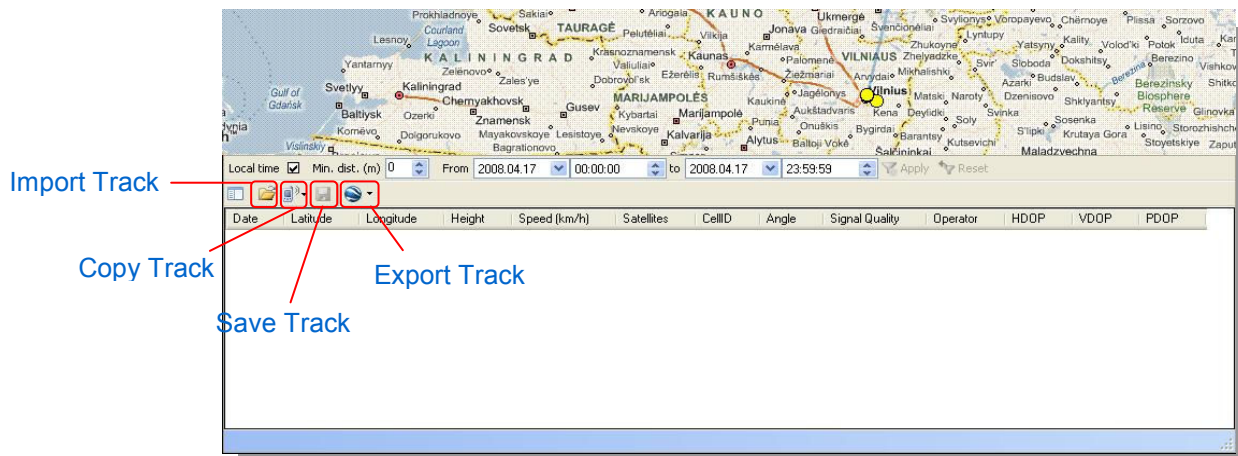 Prokhladnoye Sakiai Ariogala KAUNO Ukmergė Svylionys Voropayevo Chërnoye Plissa Sorzovo
Courland Lagoon Sovetsk TAURAGĖ Pelutėliai Vilkija Jonava Giedraičiai Švenčionėliai Lyntupy
Lesnoy Karmėlava Zhukoyne Yatsyny Kality Volod'ki Potok Iduta
KALININGRAD Krasnoznamensk Kaunas Palomenė VILNIAUS Zhelyadzke Svir' Sloboda Dokshitsy Berezino
Yantarnyy Zelenovo Valiuliai Ežerėlis Rumšiškės Žiežmariai Arvydai Mikhalishki Budslav Vishkov
Zales'ye Dobrovol'sk Azarki Berezina
Gulf of Gdańsk Svetlyy Kaliningrad Chernyakhovsk Gusev MARIJAMPOLĖS Kaukinė Jagėlonys Vilnius Matski Naroty Dzenisovo Shklyantsy Berezinsky Biosphere Reserve Shitko
Baltiysk Ozerki Znamensk Kybartai Marijampolė Aukštadvaris Kena Deylidki Svinka Glinovka
Kornëvo Dolgorukovo Mayakovskoye Lesistoye Nevskoye Kalvarija Punia Onuškis Bygirdai Soly Sosenka Lisino Storozhishche
Vislinskiy Bagrationovo Alytus Baltoji Vokė Barantsy Kutsevichi S'lipki Krutaya Gora Stoyetskiye Zaput
Šalčininkai Maladzyechna
Local time Min. dist. (m) 0 From 2008.04.17 00:00:00 to 2008.04.17 23:59:59 Apply Reset
Import Track
Date Latitude Longitude Height Speed (km/h) Satellites CellID Angle Signal Quality Operator HDOP VDOP PDOP
Copy Track
Export Track
Save Track